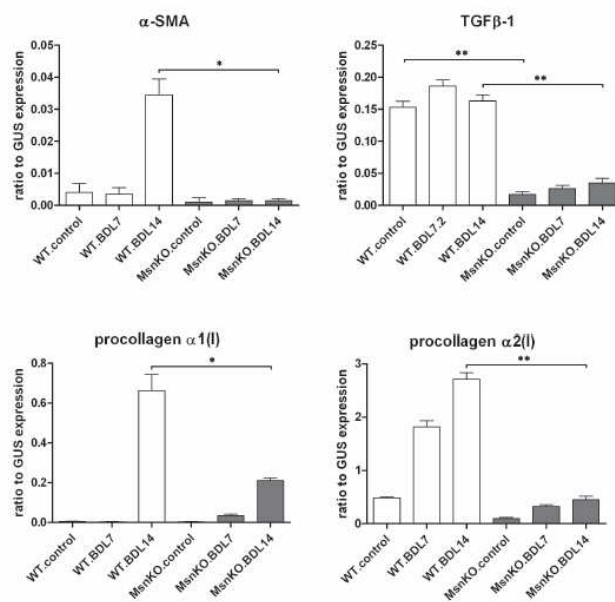 α-SMA
ratio to GUS expression
0.05
0.04
0.03
0.02
0.01
0.00
*
WT.control
WT.BDL7
WT.BDL14
MsnKO.control
MsnKO.BDL7
MsnKO.BDL14
TGFβ-1
ratio to GUS expression
0.25
0.20
0.15
0.10
0.05
0.00
**
**
WT.control
WT.BDL7.2
WT.BDL14
MsnKO.control
MsnKO.BDL7
MsnKO.BDL14
procollagen α1(I)
ratio to GUS expression
0.8
0.6
0.4
0.2
0.0
*
WT.control
WT.BDL7
WT.BDL14
MsnKO.control
MsnKO.BDL7
MsnKO.BDL14
procollagen α2(I)
ratio to GUS expression
3
2
1
0
**
WT.control
WT.BDL7
WT.BDL14
MsnKO.control
MsnKO.BDL7
MsnKO.BDL14